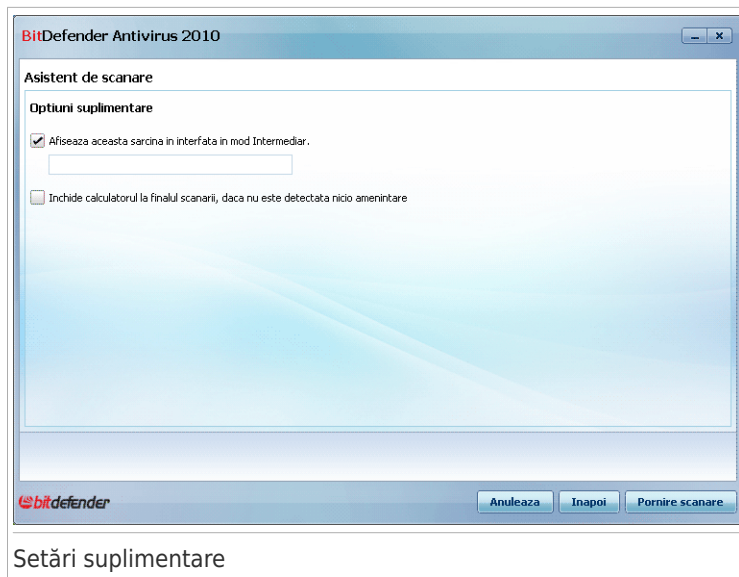 BitDefender Antivirus 2010
Asistent de scanare
Optiuni suplimentare
Afiseaza aceasta sarcina in interfata in mod Intermediar.
Inchide calculatorul la finalul scanarii, daca nu este detectata nicio amenintare
bitdefender
Anuleaza
Inapoi
Pornire scanare
Setări suplimentare